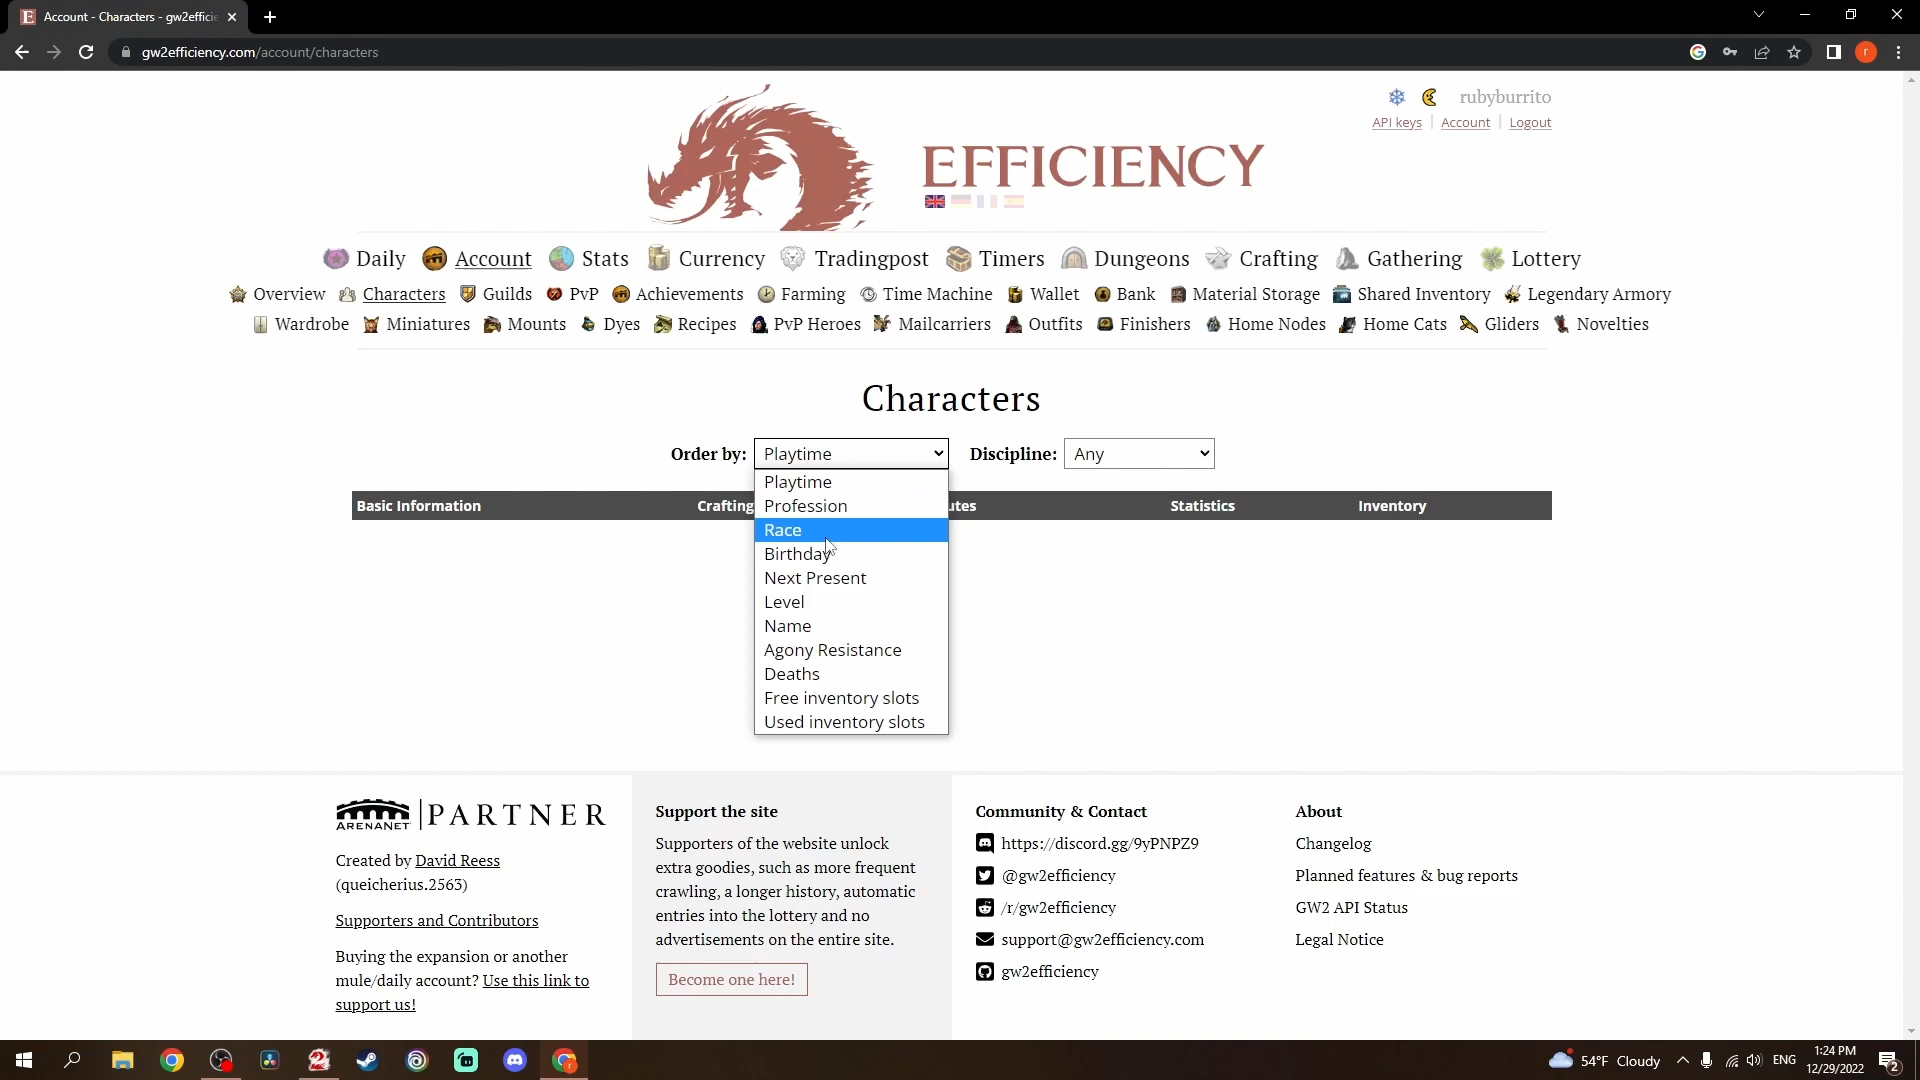 Account - Characters - gw2efficie
gw2efficiency.com/account/characters
rubyburrito
API keys | Account | Logout
EFFICIENCY
Daily Account Stats Currency Tradingpost Timers Dungeons Crafting Gathering Lottery
Overview Characters Guilds PvP Achievements Farming Time Machine Wallet Bank Material Storage Shared Inventory Legendary Armory
Wardrobe Miniatures Mounts Dyes Recipes PvP Heroes Mailcarriers Outfits Finishers Home Nodes Home Cats Gliders Novelties
Characters
Order by: Playtime Discipline: Any
Playtime
Profession
Race
Birthday
Next Present
Level
Name
Agony Resistance
Deaths
Free inventory slots
Used inventory slots
Basic Information Crafting utes Statistics Inventory
ARENANET PARTNER
Created by David Reess
(queicherius.2563)
Supporters and Contributors
Buying the expansion or another
mule/daily account? Use this link to
support us!
Support the site
Supporters of the website unlock
extra goodies, such as more frequent
crawling, a longer history, automatic
entries into the lottery and no
advertisements on the entire site.
Become one here!
Community & Contact
https://discord.gg/9yPNPZ9
@gw2efficiency
/r/gw2efficiency
support@gw2efficiency.com
gw2efficiency
About
Changelog
Planned features & bug reports
GW2 API Status
Legal Notice
54°F Cloudy ENG 1:24 PM
12/29/2022 2